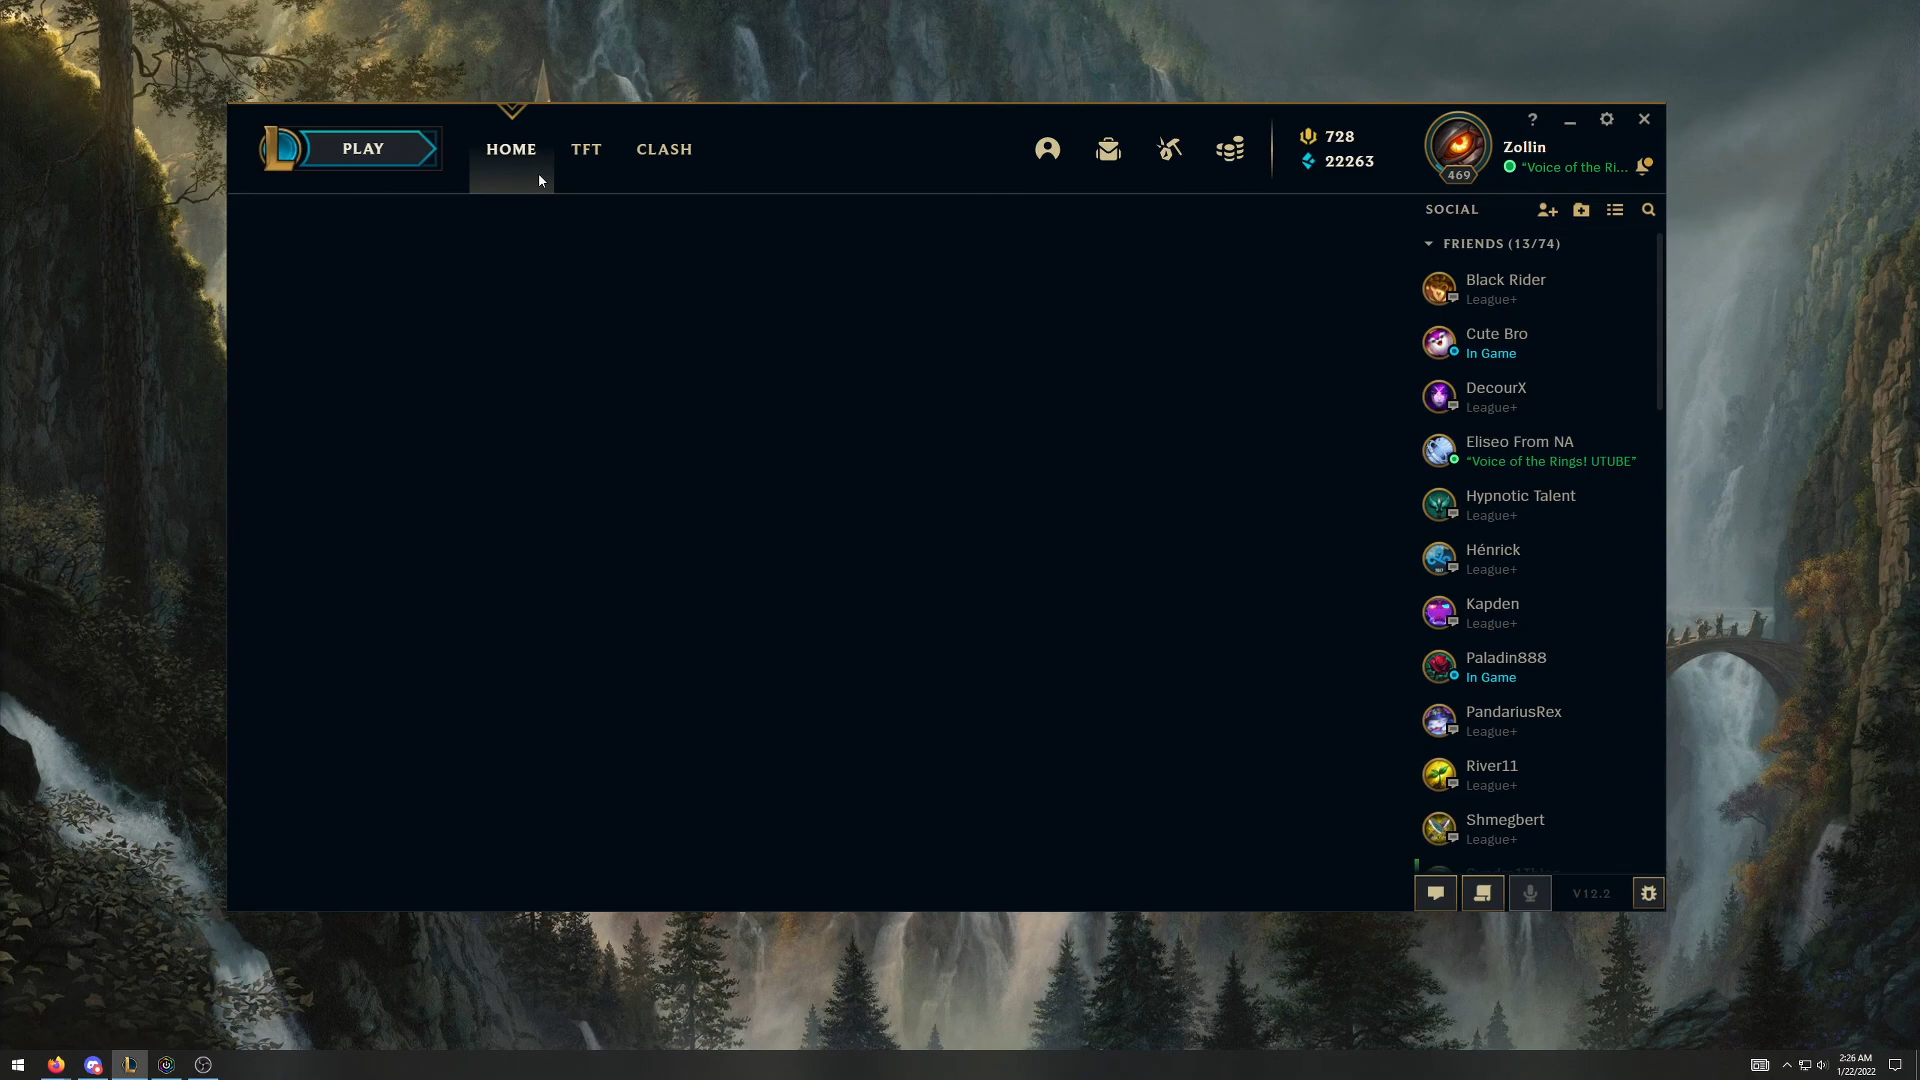 PLAY
HOME
TFT
CLASH
728
22263
469
Zollin
"Voice of the Ri...
SOCIAL
FRIENDS (13/74)
Black Rider
League+
Cute Bro
In Game
DecourX
League+
Eliseo From NA
"Voice of the Rings! UTUBE"
Hypnotic Talent
League+
Hénrick
League+
Kapden
League+
Paladin888
In Game
PandariusRex
League+
River11
League+
Shmegbert
League+
V12.2
2:26 AM
1/22/2022